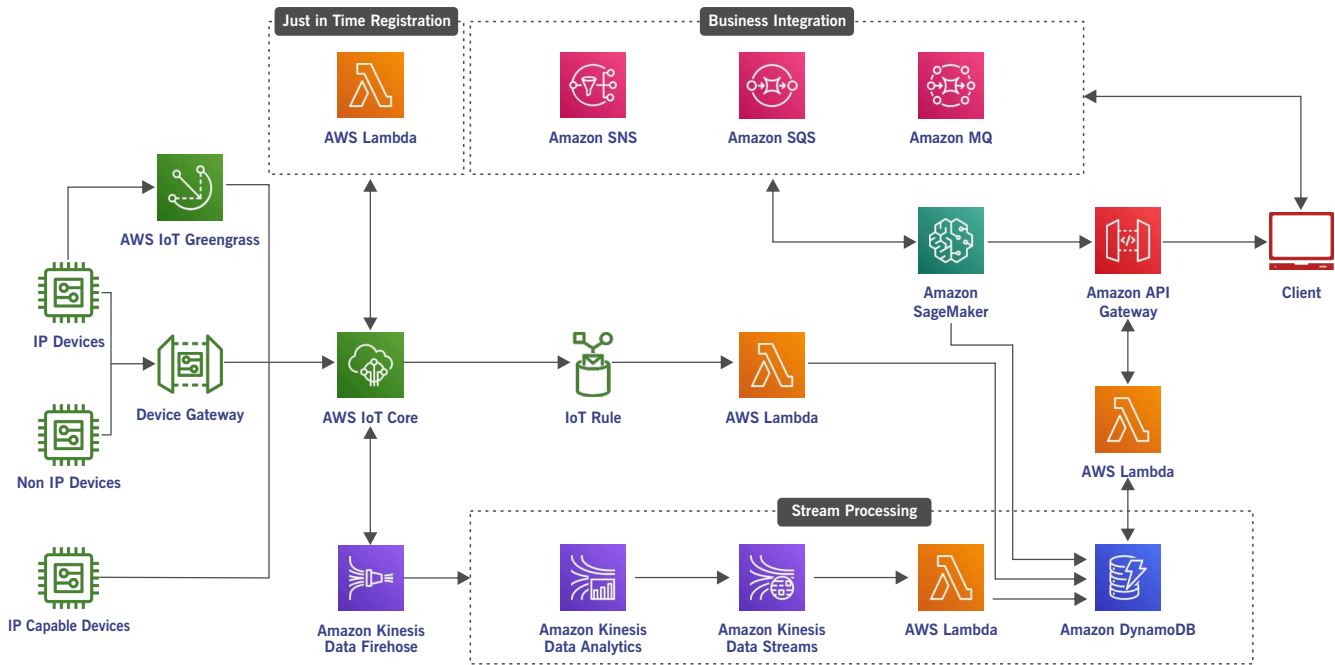 Just in Time Registration
Business Integration
AWS Lambda
Amazon SNS
Amazon SQS
Amazon MQ
AWS IoT Greengrass
IP Devices
Amazon
SageMaker
Amazon API
Gateway
Client
Device Gateway
AWS IoT Core
IoT Rule
AWS Lambda
Non IP Devices
AWS Lambda
Stream Processing
IP Capable Devices
Amazon Kinesis
Data Firehose
Amazon Kinesis
Data Analytics
Amazon Kinesis
Data Streams
AWS Lambda
Amazon DynamoDB